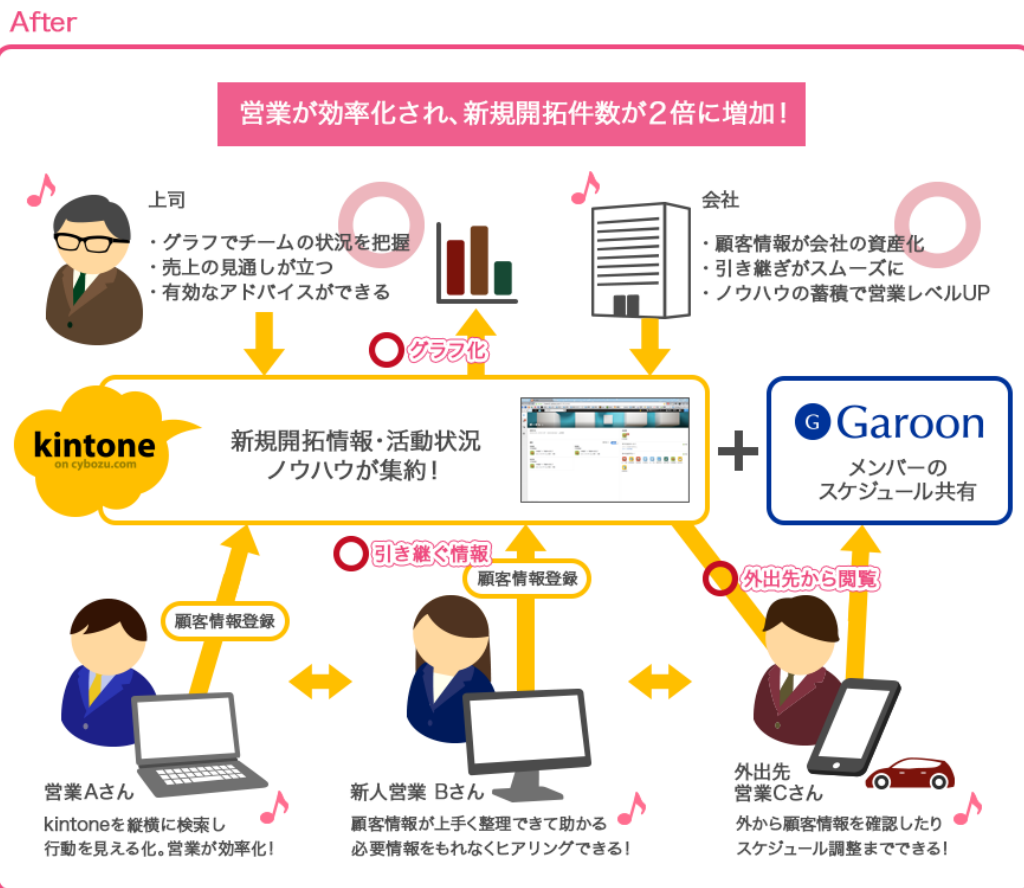 After
営業が効率化され、新規開拓件数が2倍に増加！
上司
・グラフでチームの状況を把握
・売上の見通しが立つ
・有効なアドバイスができる
会社
・顧客情報が会社の資産化
・引き継ぎがスムーズに
・ノウハウの蓄積で営業レベルUP
グラフ化
kintone
on cybozu.com
新規開拓情報・活動状況
ノウハウが集約！
G Garoon
メンバーの
スケジュール共有
引き継ぐ情報
顧客情報登録
外出先から閲覧
顧客情報登録
営業Aさん
kintoneを縦横に検索し
行動を見える化。営業が効率化！
新人営業 Bさん
顧客情報が上手く整理できて助かる
必要情報をもれなくヒアリングできる！
外出先
営業Cさん
外から顧客情報を確認したり
スケジュール調整までできる！